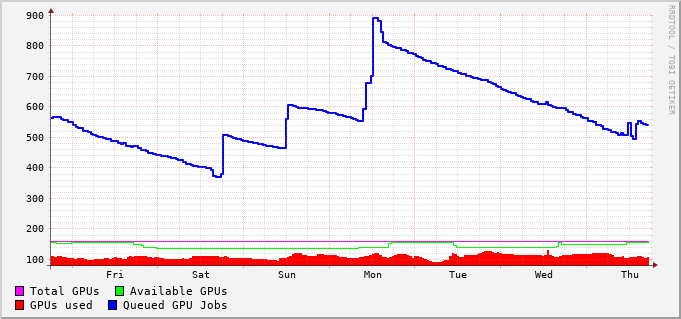 900
800
700
600
500
400
300
200
100
Fri Sat Sun Mon Tue Wed Thu
Total GPUs Available GPUs
GPUs used Queued GPU Jobs
RRDTOOL / TOBI OETIKER